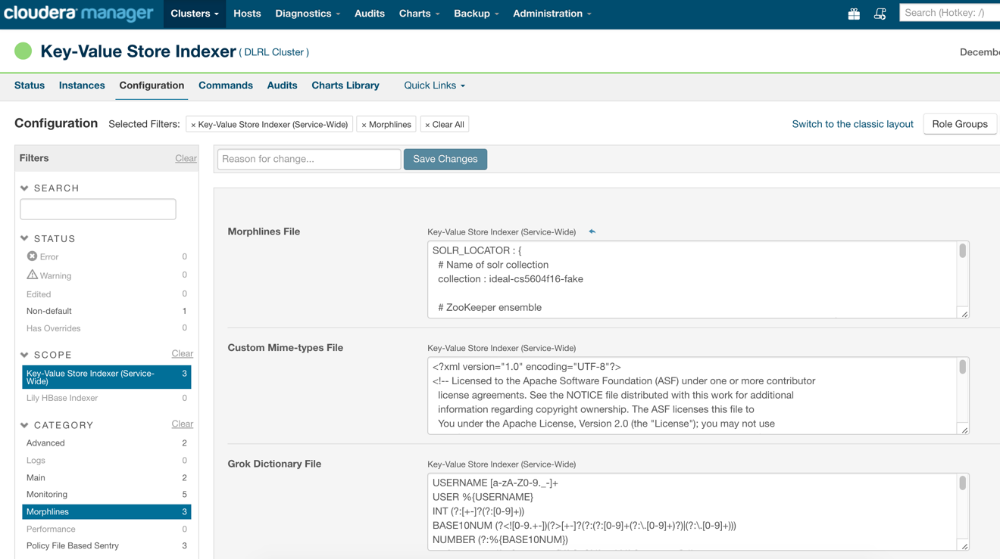 cloudera manager Clusters Hosts Diagnostics Audits Charts Backup Administration Search (Hotkey: /)
Key-Value Store Indexer ( DLRL Cluster )
Status Instances Configuration Commands Audits Charts Library Quick Links
Configuration Selected Filters: × Key-Value Store Indexer (Service-Wide) × Morphlines × Clear All Switch to the classic layout Role Groups
Filters Clear
Reason for change... Save Changes
SEARCH
STATUS
Error 0
Warning 0
Edited 0
Non-default 1
Has Overrides 0
SCOPE Clear
Key-Value Store Indexer (Service-
Wide) 3
Lily HBase Indexer 0
CATEGORY Clear
Advanced 2
Logs 0
Main 2
Monitoring 5
Morphlines 3
Performance 0
Policy File Based Sentry 3
Morphlines File Key-Value Store Indexer (Service-Wide)
SOLR_LOCATOR : {
# Name of solr collection
collection : ideal-cs5604f16-fake
# ZooKeeper ensemble
Custom Mime-types File Key-Value Store Indexer (Service-Wide)
<?xml version="1.0" encoding="UTF-8"?>
<!-- Licensed to the Apache Software Foundation (ASF) under one or more contributor
license agreements. See the NOTICE file distributed with this work for additional
information regarding copyright ownership. The ASF licenses this file to
You under the Apache License, Version 2.0 (the "License"); you may not use
Grok Dictionary File Key-Value Store Indexer (Service-Wide)
USERNAME [a-zA-Z0-9._-]+
USER %{USERNAME}
INT (?:[+-]?(?:[0-9]+))
BASE10NUM (?<![0-9.+-])(?>[+-]?(?:(?:[0-9]+(?:\.[0-9]+)?)|(?:\.[0-9]+)))
NUMBER (?:%{BASE10NUM})